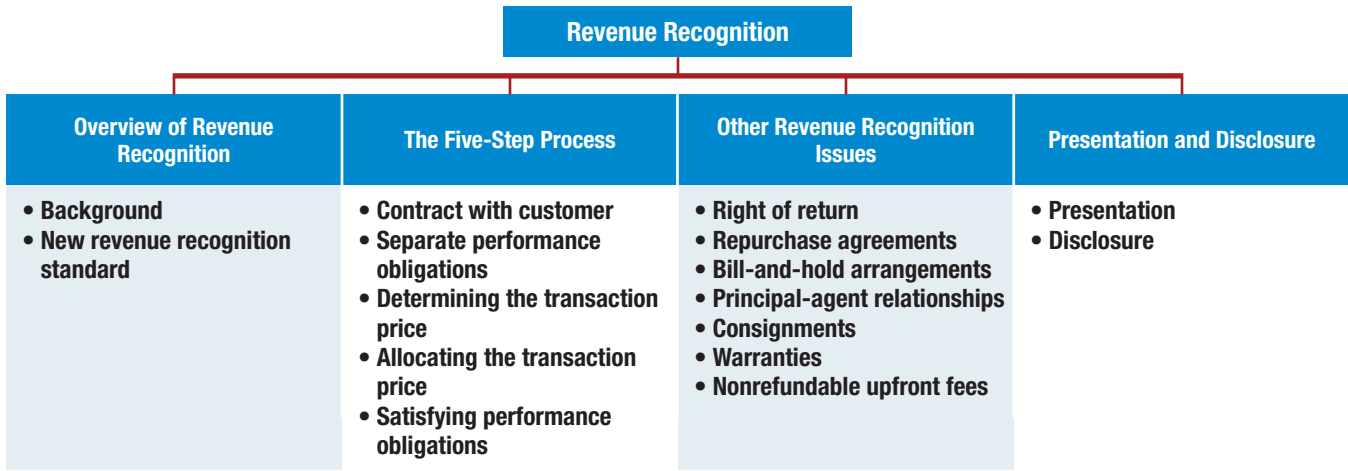 Revenue Recognition
Overview of Revenue
Recognition
• Background
• New revenue recognition
standard
The Five-Step Process
• Contract with customer
• Separate performance
obligations
• Determining the transaction
price
• Allocating the transaction
price
• Satisfying performance
obligations
Other Revenue Recognition
Issues
• Right of return
• Repurchase agreements
• Bill-and-hold arrangements
• Principal-agent relationships
• Consignments
• Warranties
• Nonrefundable upfront fees
Presentation and Disclosure
• Presentation
• Disclosure